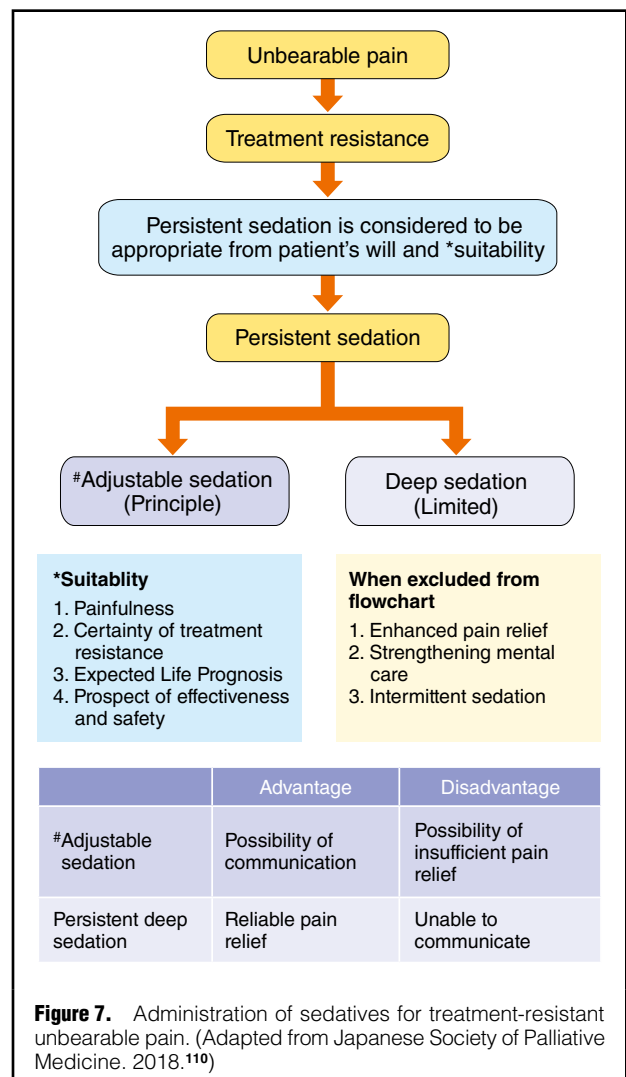 Unbearable pain
Treatment resistance
Persistent sedation is considered to be
appropriate from patient's will and *suitability
Persistent sedation
#Adjustable sedation
(Principle)
Deep sedation
(Limited)
*Suitablity
1. Painfulness
2. Certainty of treatment
resistance
3. Expected Life Prognosis
4. Prospect of effectiveness
and safety
When excluded from
flowchart
1. Enhanced pain relief
2. Strengthening mental
care
3. Intermittent sedation
Advantage
Disadvantage
#Adjustable
sedation
Possibility of
communication
Possibility of
insufficient pain
relief
Persistent deep
sedation
Reliable pain
relief
Unable to
communicate
Figure 7. Administration of sedatives for treatment-resistant
unbearable pain. (Adapted from Japanese Society of Palliative
Medicine. 2018.110)